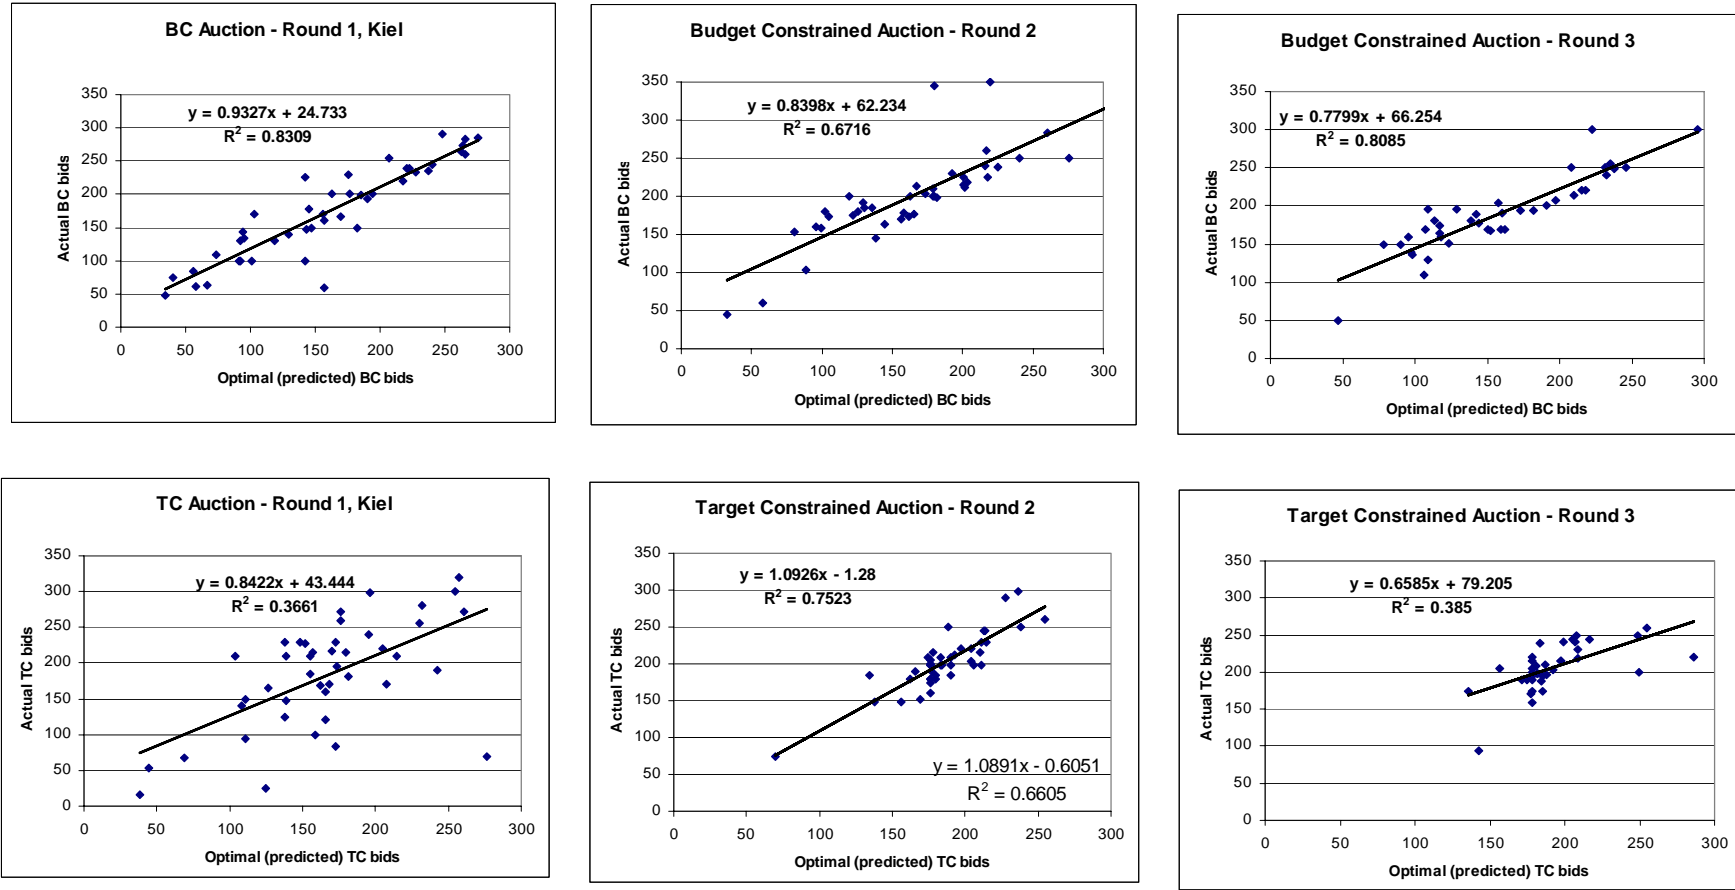 BC Auction - Round 1, Kiel
y = 0.9327x + 24.733
R² = 0.8309
350
300
250
200
150
100
50
0
0 50 100 150 200 250 300
Actual BC bids
Optimal (predicted) BC bids
Budget Constrained Auction - Round 2
y = 0.8398x + 62.234
R² = 0.6716
350
300
250
200
150
100
50
0
0 50 100 150 200 250 300
Actual BC bids
Optimal (predicted) BC bids
Budget Constrained Auction - Round 3
y = 0.7799x + 66.254
R² = 0.8085
350
300
250
200
150
100
50
0
0 50 100 150 200 250 300
Actual BC bids
Optimal (predicted) BC bids
TC Auction - Round 1, Kiel
y = 0.8422x + 43.444
R² = 0.3661
350
300
250
200
150
100
50
0
0 50 100 150 200 250 300
Actual TC bids
Optimal (predicted) TC bids
Target Constrained Auction - Round 2
y = 1.0926x - 1.28
R² = 0.7523
350
300
250
200
150
100
50
0
y = 1.0891x - 0.6051
R² = 0.6605
0 50 100 150 200 250 300
Actual TC bids
Optimal (predicted) TC bids
Target Constrained Auction - Round 3
y = 0.6585x + 79.205
R² = 0.385
350
300
250
200
150
100
50
0
0 50 100 150 200 250 300
Actual TC bids
Optimal (predicted) TC bids